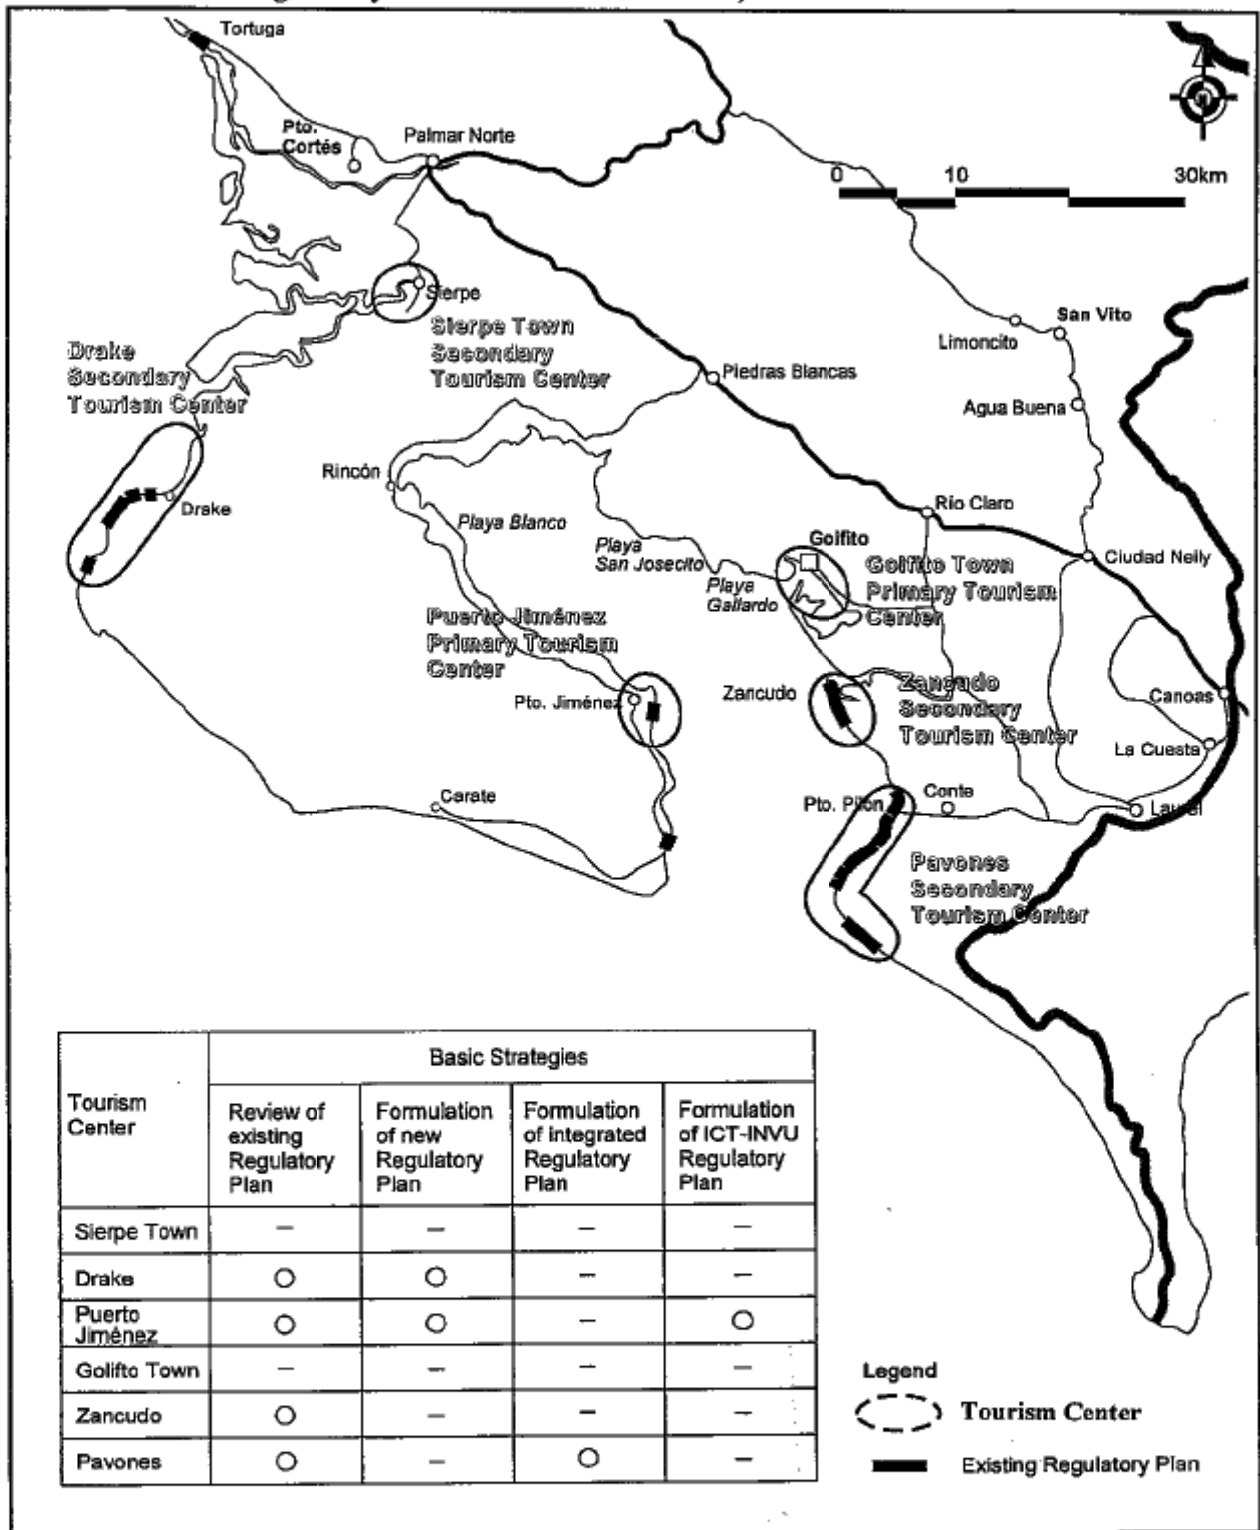 Tortuga
Pto.
Cortés
Palmar Norte
0 10 30km
Sierpe
Sierpe Town
Secondary
Tourism Center
San Vito
Limoncito
Drake
Secondary
Tourism Center
Piedras Blancas
Agua Buena
Rincón
Drake
Playa Blanco
Río Claro
Playa
San Josecito
Golfito
Ciudad Neily
Golfito Town
Primary Tourism
Center
Playa
Gallardo
Puerto Jiménez
Primary Tourism
Center
Pto. Jiménez
Zancudo
Zancudo
Secondary
Tourism Center
Canoas
La Cuesta
Carate
Pto. Pilon
Conte
Laurel
Pavones
Secondary
Tourism Center
Tourism
Center
Basic Strategies
Review of
existing
Regulatory
Plan
Formulation
of new
Regulatory
Plan
Formulation
of integrated
Regulatory
Plan
Formulation
of ICT-INVU
Regulatory
Plan
Sierpe Town – – – –
Drake ○ ○ – –
Puerto
Jiménez ○ ○ – ○
Golifto Town – – – –
Zancudo ○ – – –
Pavones ○ – ○ –
Legend
Tourism Center
Existing Regulatory Plan